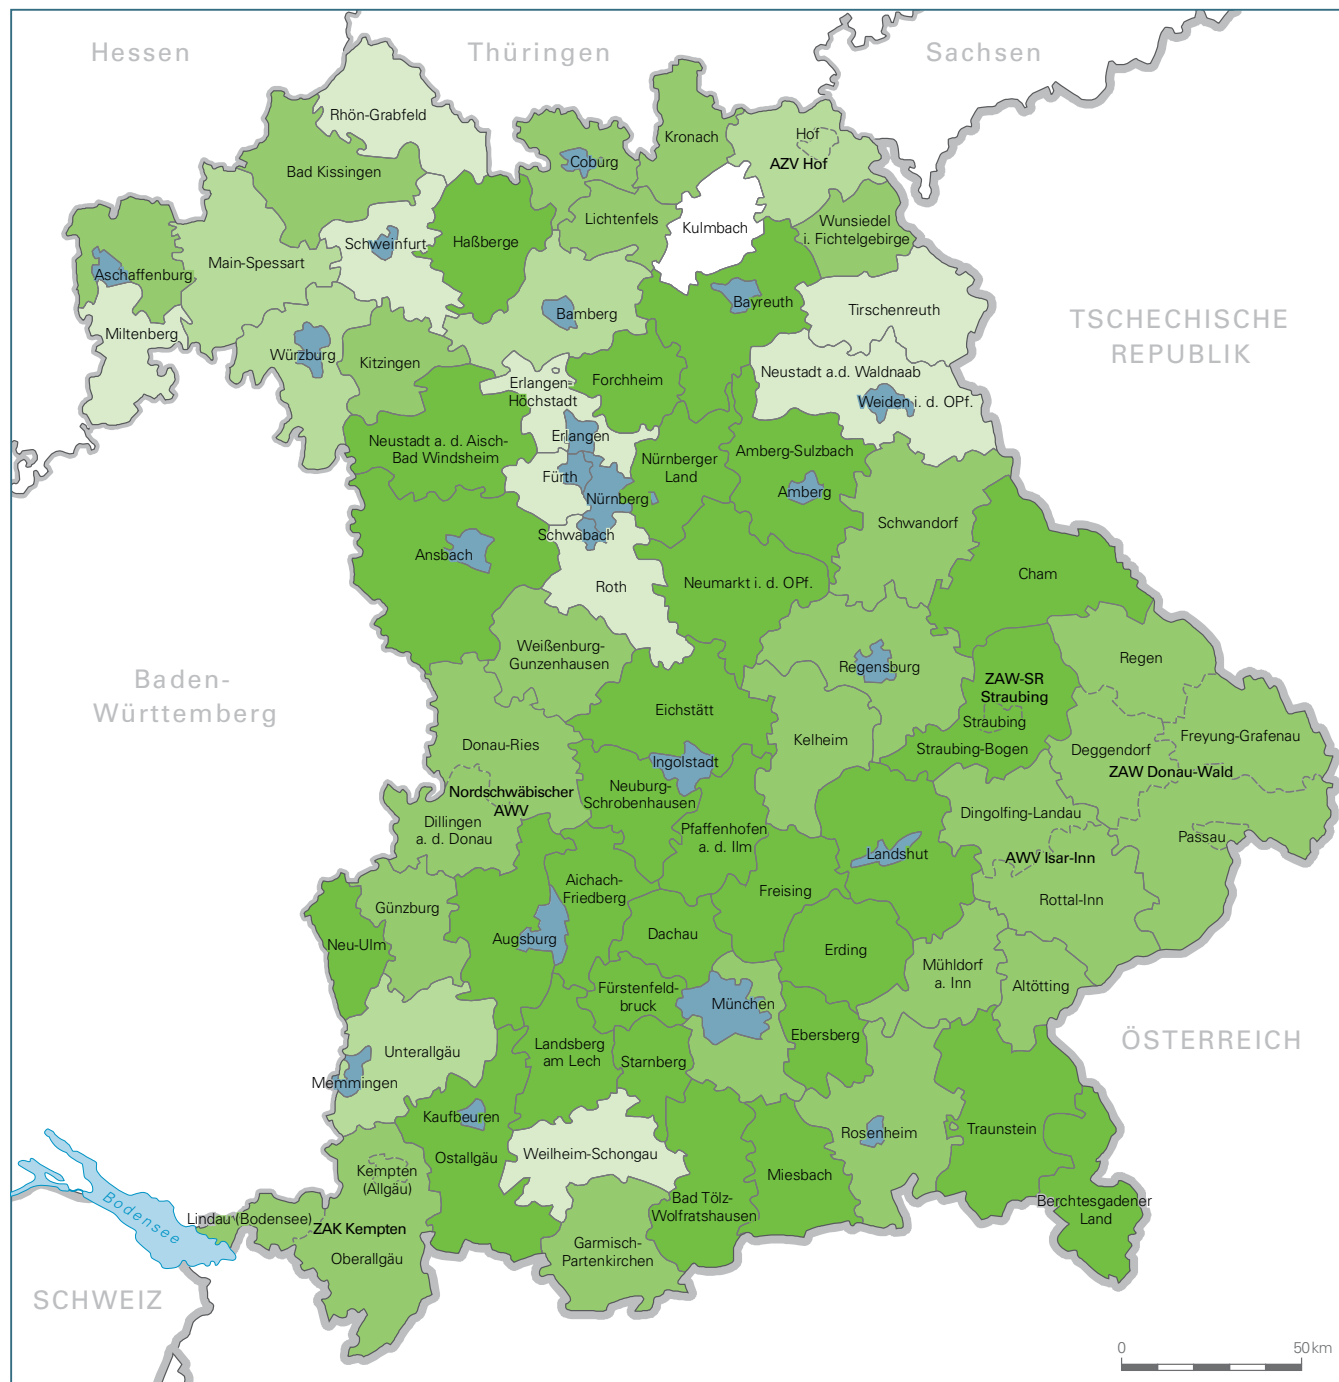 Hessen
Thüringen
Sachsen
Rhön-Grabfeld
Kronach
Hof
AZV Hof
Coburg
Bad Kissingen
Lichtenfels
Kulmbach
Wunsiedel
i. Fichtelgebirge
Schweinfurt
Haßberge
Main-Spessart
Aschaffenburg
Bayreuth
Tirschenreuth
TSCHECHISCHE
REPUBLIK
Bamberg
Miltenberg
Würzburg
Kitzingen
Neustadt a.d. Waldnaab
Forchheim
Erlangen-
Höchstadt
Weiden i. d. OPf.
Erlangen
Neustadt a. d. Aisch-
Bad Windsheim
Nürnberger
Land
Amberg-Sulzbach
Fürth
Amberg
Nürnberg
Schwandorf
Schwabach
Ansbach
Cham
Roth
Neumarkt i. d. OPf.
Weißenburg-
Gunzenhausen
Regensburg
Regen
ZAW-SR
Straubing
Baden-
Württemberg
Eichstätt
Straubing
Donau-Ries
Kelheim
Straubing-Bogen
Deggendorf
Freyung-Grafenau
Ingolstadt
ZAW Donau-Wald
Nordschwäbischer
AWV
Neuburg-
Schrobenhausen
Dingolfing-Landau
Dillingen
a. d. Donau
Pfaffenhofen
a. d. Ilm
Passau
Landshut
AWV Isar-Inn
Aichach-
Friedberg
Freising
Rottal-Inn
Günzburg
Neu-Ulm
Augsburg
Dachau
Erding
Mühldorf
a. Inn
Altötting
Fürstenfeld-
bruck
München
Ebersberg
ÖSTERREICH
Unterallgäu
Landsberg
am Lech
Starnberg
Memmingen
Kaufbeuren
Rosenheim
Traunstein
Ostallgäu
Weilheim-Schongau
Miesbach
Kempten
(Allgäu)
Bad Tölz-
Wolfratshausen
Berchtesgadener
Land
Bodensee
Lindau (Bodensee)
ZAK Kempten
Oberallgäu
Garmisch-
Partenkirchen
SCHWEIZ
0
50 km